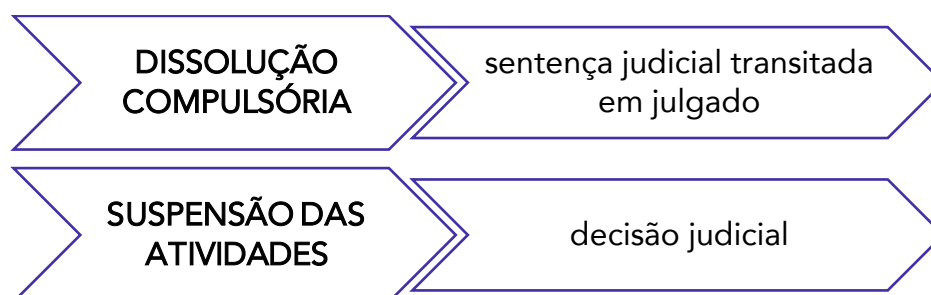 DISSOLUÇÃO
COMPULSÓRIA
sentença judicial transitada
em julgado
SUSPENSÃO DAS
ATIVIDADES
decisão judicial